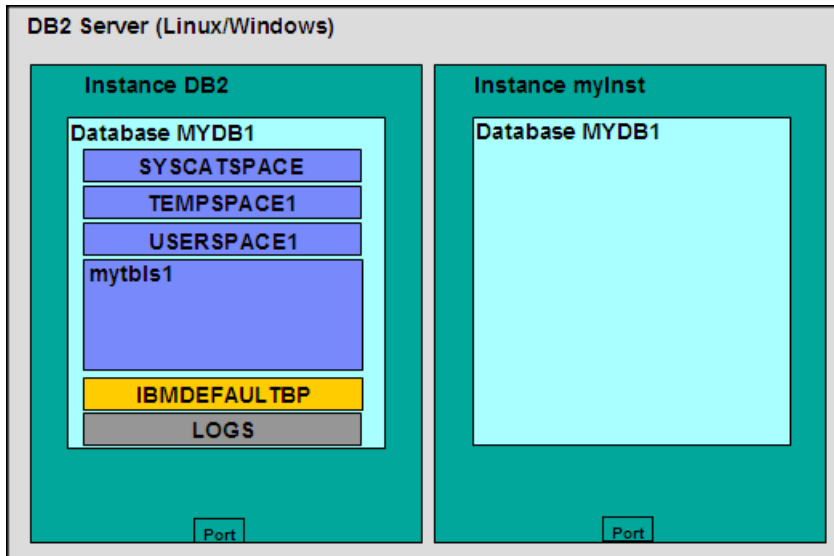 DB2 Server (Linux/Windows)
Instance DB2
Database MYDB1
SYSCATSPACE
TEMPSPACE1
USERSPACE1
mytbls1
IBMDEFAULTBP
LOGS
Port
Instance myInst
Database MYDB1
Port